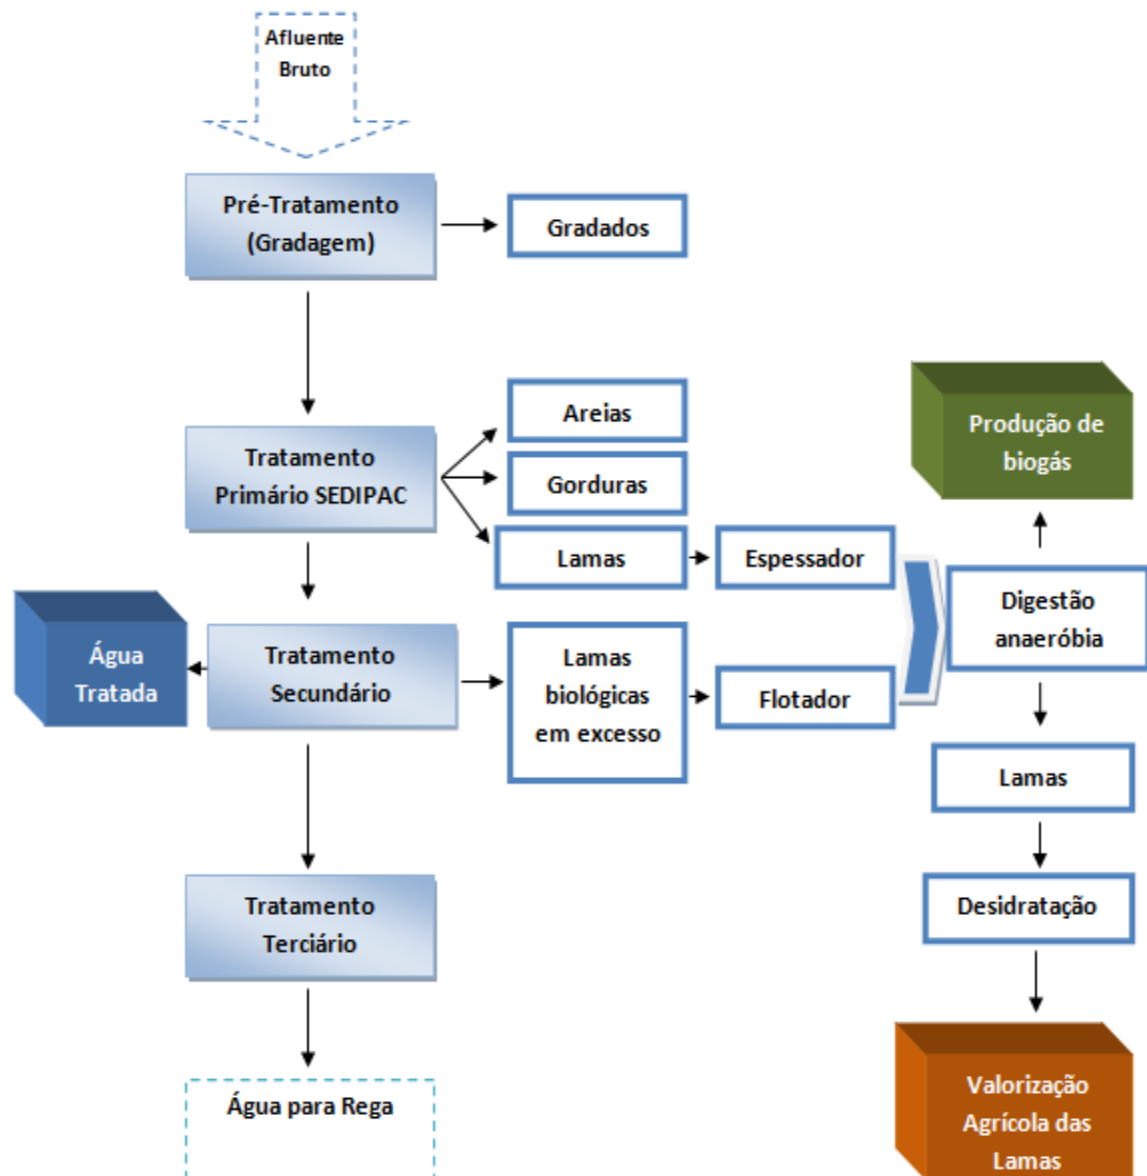 Afluente
Bruto
Pré-Tratamento
(Gradagem)
Gradados
Areias
Tratamento
Primário SEDIPAC
Gorduras
Lamas
Espessador
Produção de
biogás
Digestão
anaeróbia
Água
Tratada
Tratamento
Secundário
Lamas
biológicas
em excesso
Flotador
Lamas
Desidratação
Tratamento
Terciário
Água para Rega
Valorização
Agrícola das
Lamas